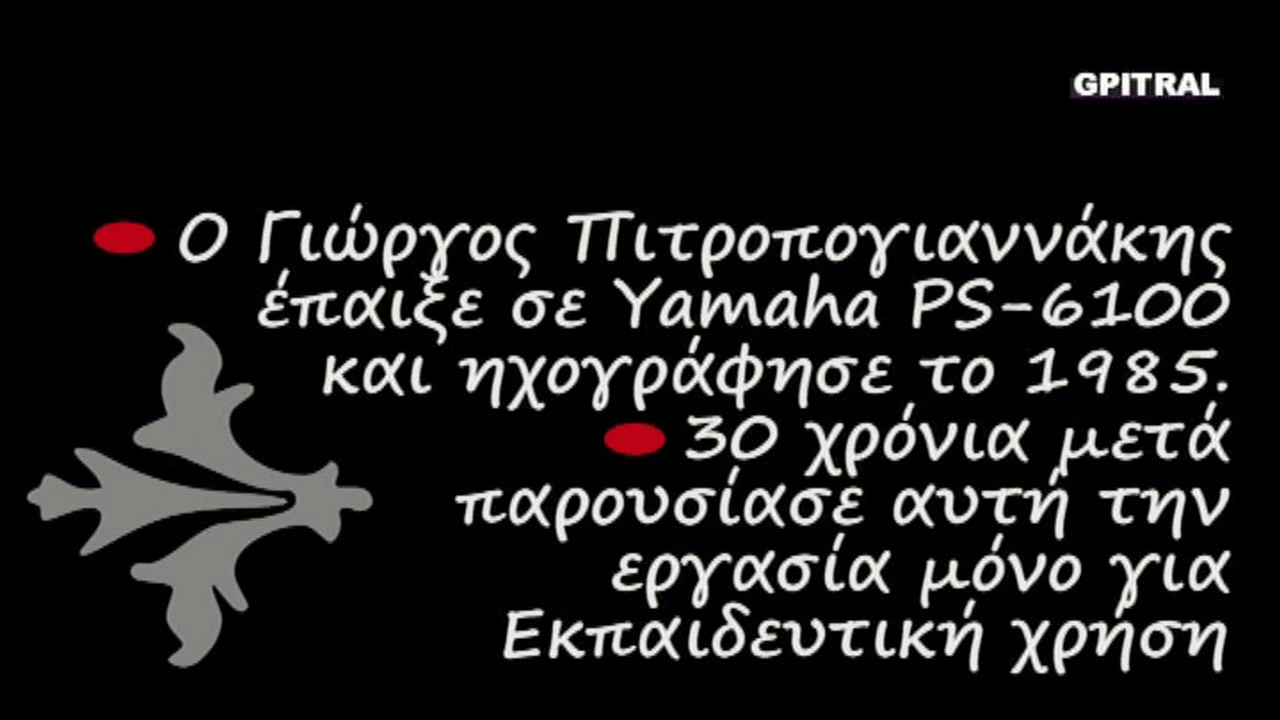 GPITRAL
Ο Γιώργος Πιτροπογιαννάκης
έπαιξε σε Yamaha PS-6100
και ηχογράφησε το 1985.
30 χρόνια μετά
παρουσίασε αυτή την
εργασία μόνο για
Εκπαιδευτική χρήση